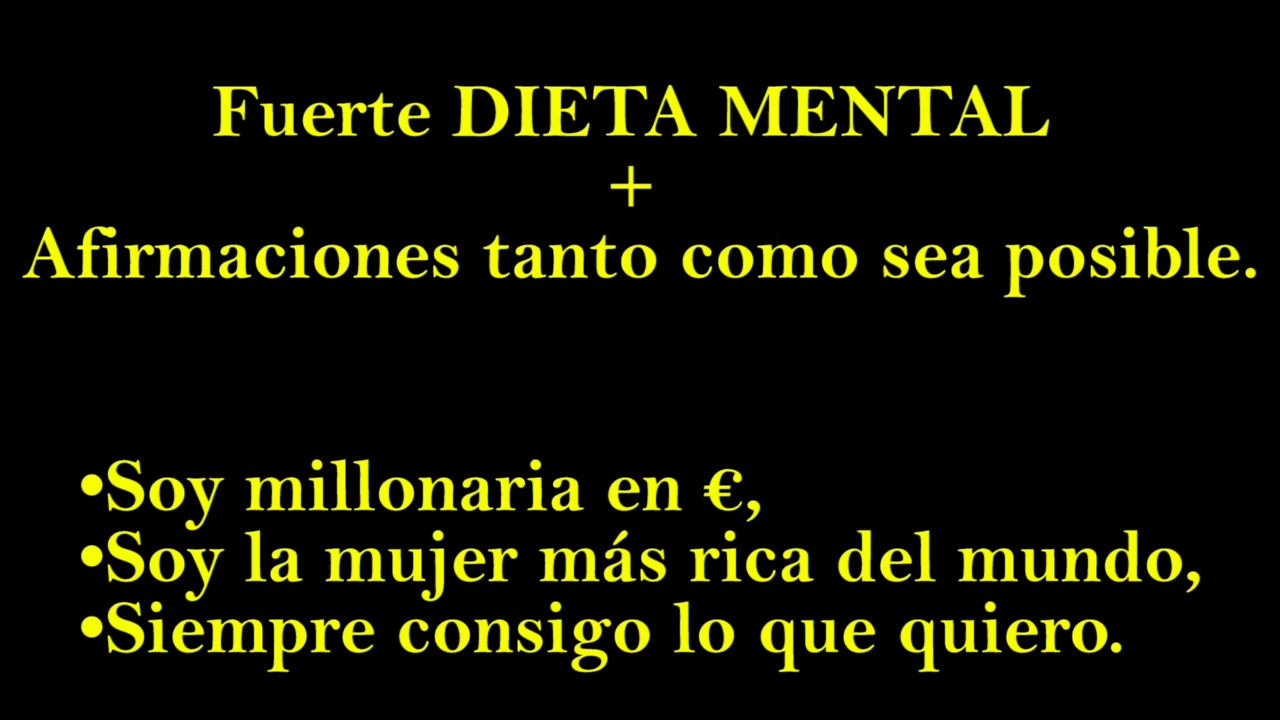 Fuerte DIETA MENTAL
+
Afirmaciones tanto como sea posible.
•Soy millonaria en €,
•Soy la mujer más rica del mundo,
•Siempre consigo lo que quiero.